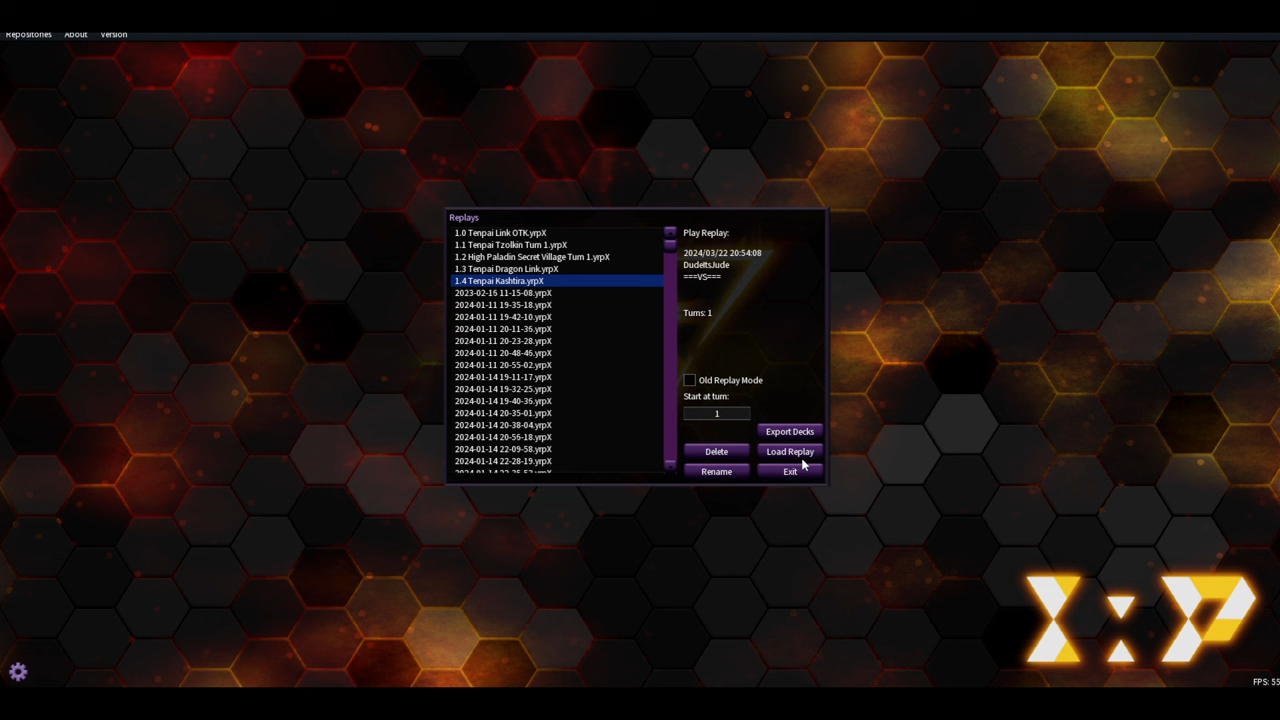 Repositories About Version
Replays
1.0 Tenpai Link OTK.yrpX
1.1 Tenpai Tzolkin Turn 1.yrpX
1.2 High Paladin Secret Village Turn 1.yrpX
1.3 Tenpai Dragon Link.yrpX
1.4 Tenpai Kashtira.yrpX
2023-02-16 11-15-08.yrpX
2024-01-11 19-35-18.yrpX
2024-01-11 19-42-10.yrpX
2024-01-11 20-11-36.yrpX
2024-01-11 20-23-28.yrpX
2024-01-11 20-48-46.yrpX
2024-01-11 20-55-02.yrpX
2024-01-14 19-11-17.yrpX
2024-01-14 19-32-25.yrpX
2024-01-14 19-40-36.yrpX
2024-01-14 20-35-01.yrpX
2024-01-14 20-38-04.yrpX
2024-01-14 20-56-18.yrpX
2024-01-14 22-09-58.yrpX
2024-01-14 22-28-19.yrpX
Play Replay:
2024/03/22 20:54:08
DudeItsJude
===VS===
Turns: 1
Old Replay Mode
Start at turn:
1
Export Decks
Delete Load Replay
Rename Exit
X:P
FPS: 55